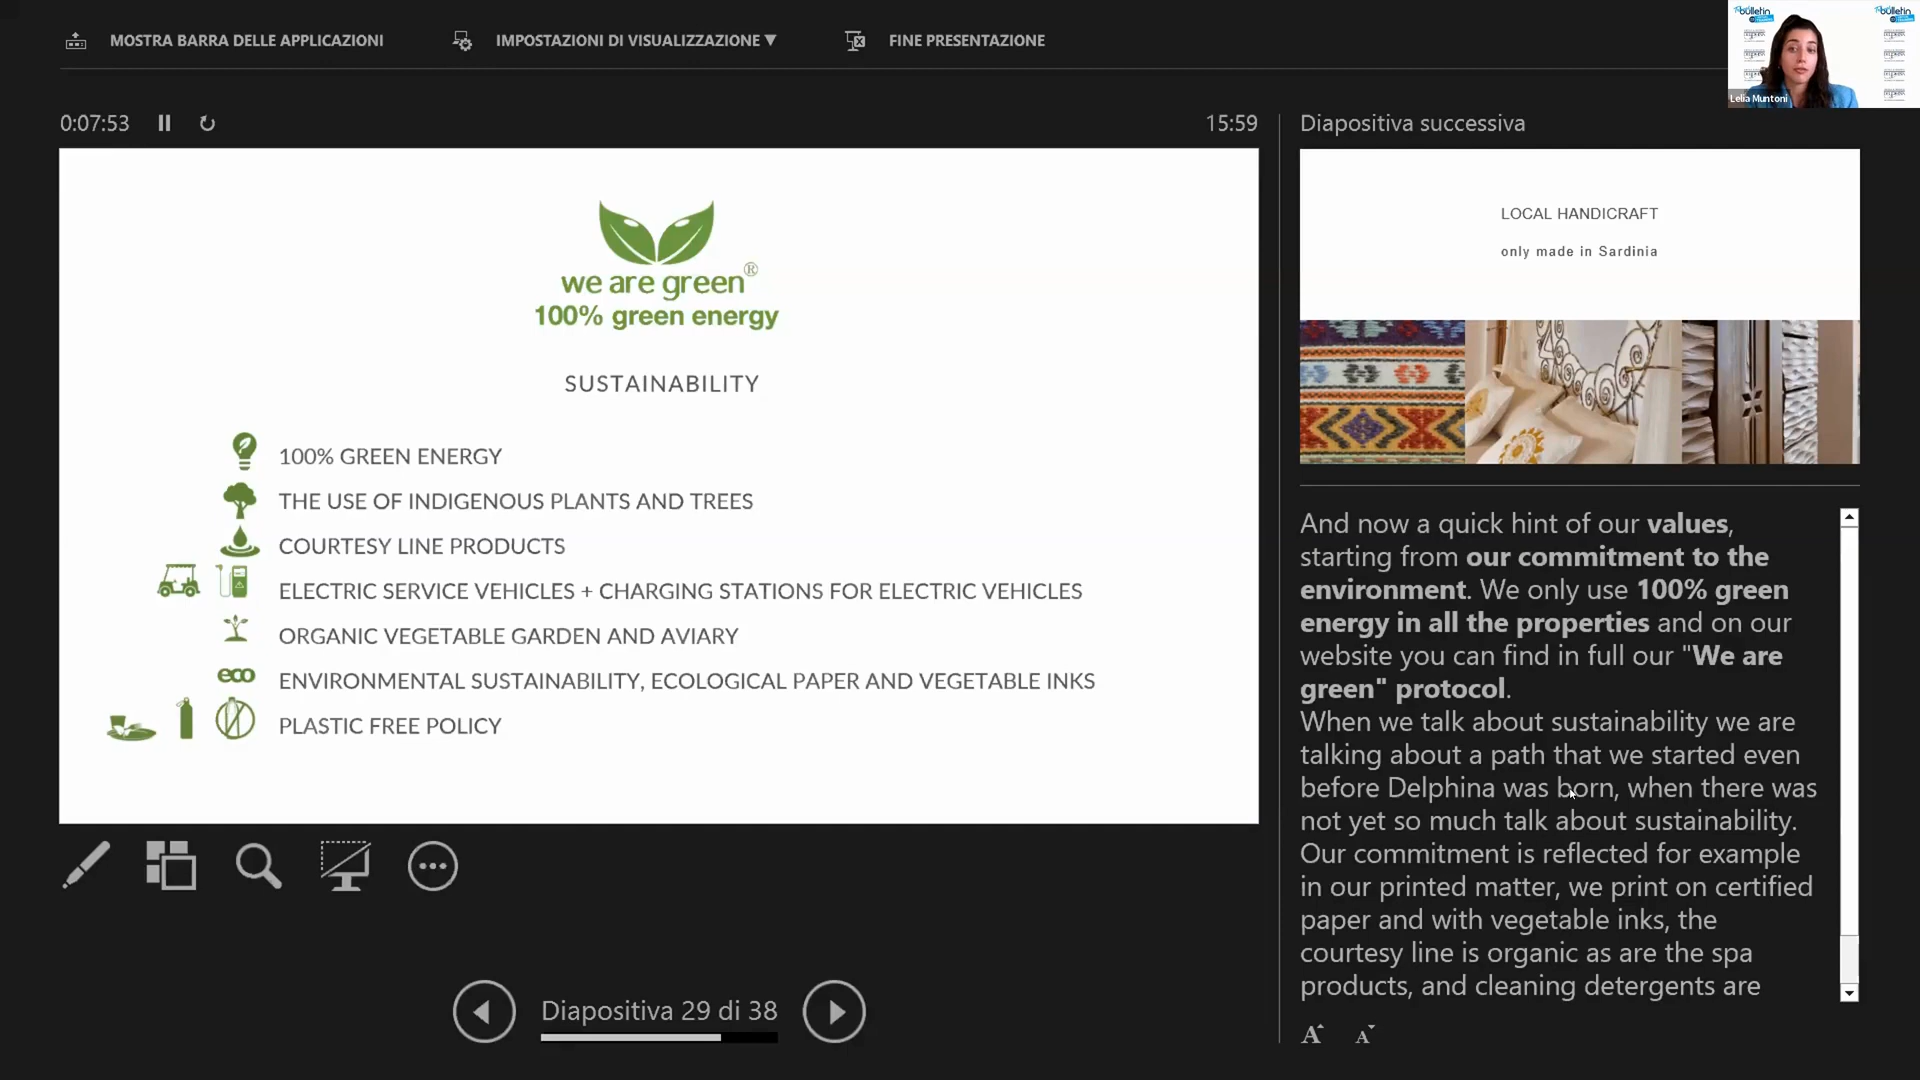 MOSTRA BARRA DELLE APPLICAZIONI
IMPOSTAZIONI DI VISUALIZZAZIONE ▼
FINE PRESENTAZIONE
bulletin
bulletin
Lelia Muntoni
0:07:53
15:59
we are green®
100% green energy
SUSTAINABILITY
100% GREEN ENERGY
THE USE OF INDIGENOUS PLANTS AND TREES
COURTESY LINE PRODUCTS
ELECTRIC SERVICE VEHICLES + CHARGING STATIONS FOR ELECTRIC VEHICLES
ORGANIC VEGETABLE GARDEN AND AVIARY
eco
ENVIRONMENTAL SUSTAINABILITY, ECOLOGICAL PAPER AND VEGETABLE INKS
PLASTIC FREE POLICY
Diapositiva 29 di 38
Diapositiva successiva
LOCAL HANDICRAFT
only made in Sardinia
And now a quick hint of our values,
starting from our commitment to the
environment. We only use 100% green
energy in all the properties and on our
website you can find in full our "We are
green" protocol.
When we talk about sustainability we are
talking about a path that we started even
before Delphina was born, when there was
not yet so much talk about sustainability.
Our commitment is reflected for example
in our printed matter, we print on certified
paper and with vegetable inks, the
courtesy line is organic as are the spa
products, and cleaning detergents are
A A